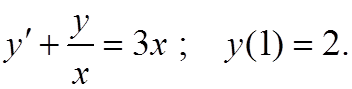 y′ + y/x = 3x ;   y(1) = 2.